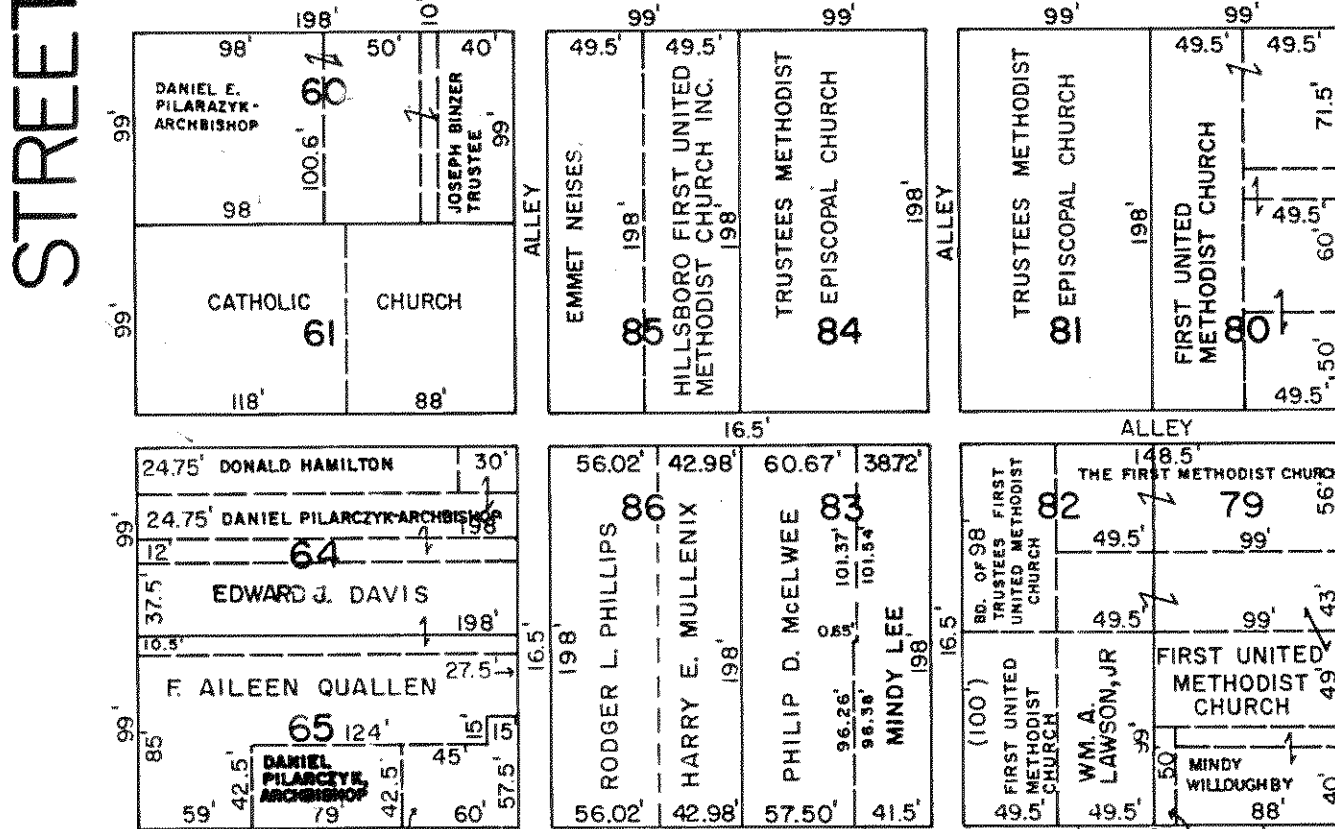 STREET
198'
10'
98'
50'
40'
DANIEL E.
PILARAZYK-
ARCHBISHOP
60
99'
100.6'
JOSEPH BINZER
TRUSTEE
99'
98'
CATHOLIC CHURCH
61
99'
118'
88'
ALLEY
99'
49.5'
49.5'
EMMET NEISES.
198'
85
HILLSBORO FIRST UNITED
METHODIST CHURCH INC.
198'
99'
TRUSTEES METHODIST
EPISCOPAL CHURCH
84
198'
ALLEY
99'
TRUSTEES METHODIST
EPISCOPAL CHURCH
81
198'
99'
49.5'
49.5'
FIRST UNITED
METHODIST CHURCH
80
71.5'
49.5'
60'
50'
49.5'
16.5'
ALLEY
24.75' DONALD HAMILTON
30'
24.75' DANIEL PILARCZYK-ARCHBISHOP
198'
99'
12'
64
37.5'
EDWARD J. DAVIS
198'
10.5'
27.5'
F. AILEEN QUALLEN
99'
85'
65
124'
15'
15'
45'
42.5'
DANIEL
PILARCZYK,
ARCHBISHOP
42.5'
57.5'
59'
79'
60'
16.5'
198'
56.02'
42.98'
60.67'
38.72'
86
83
RODGER L. PHILLIPS
HARRY E. MULLENIX
198'
PHILIP D. McELWEE
101.37'
101.54'
0.85'
96.26'
96.38'
MINDY LEE
198'
56.02'
42.98'
57.50'
41.5'
16.5'
148.5'
BD. OF 98'
TRUSTEES FIRST
UNITED METHODIST
CHURCH
82
THE FIRST METHODIST CHURCH
79
56'
49.5'
99'
49.5'
99'
43'
(100')
FIRST UNITED
METHODIST
CHURCH
WM. A.
LAWSON, JR
99'
FIRST UNITED
METHODIST
CHURCH
49'
50'
MINDY
WILLOUGHBY
40'
49.5'
49.5'
88'